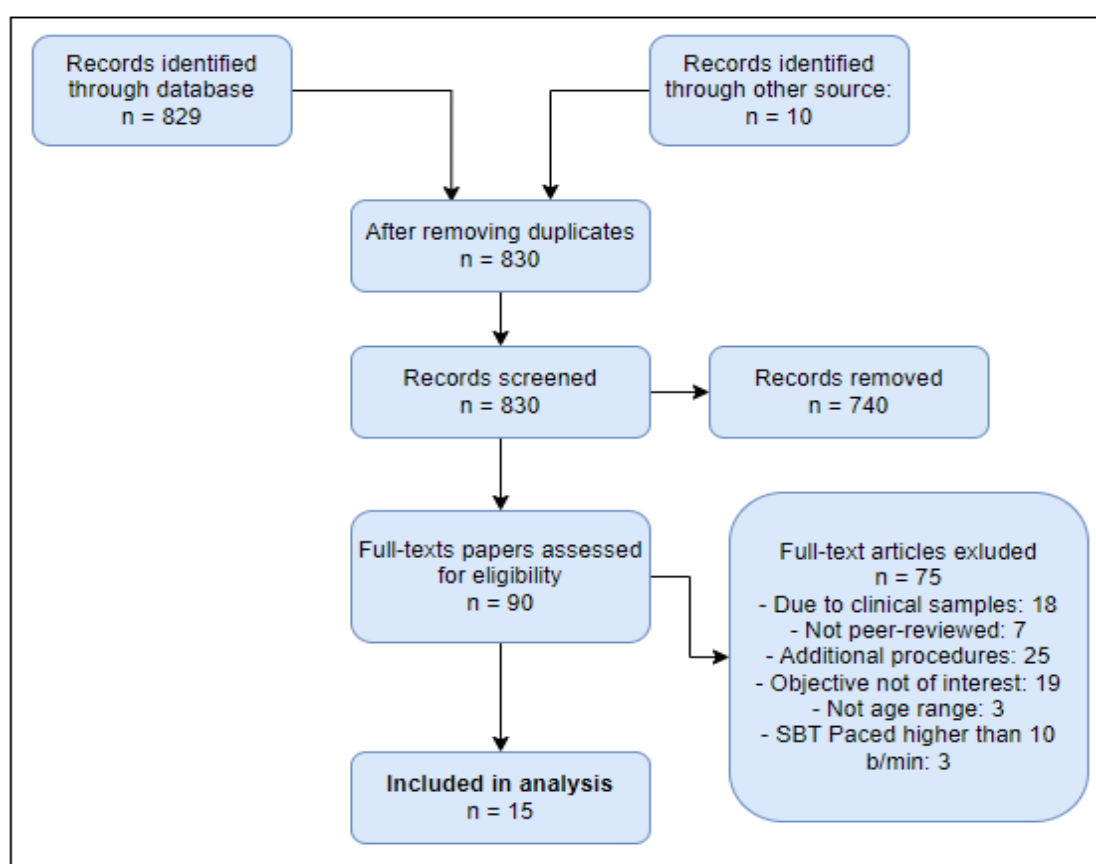 Records identified
through database
n = 829
Records identified
through other source:
n = 10
After removing duplicates
n = 830
Records screened
n = 830
Records removed
n = 740
Full-texts papers assessed
for eligibility
n = 90
Full-text articles exluded
n = 75
- Due to clinical samples: 18
- Not peer-reviewed: 7
- Additional procedures: 25
- Objective not of interest: 19
- Not age range: 3
- SBT Paced higher than 10
b/min: 3
Included in analysis
n = 15